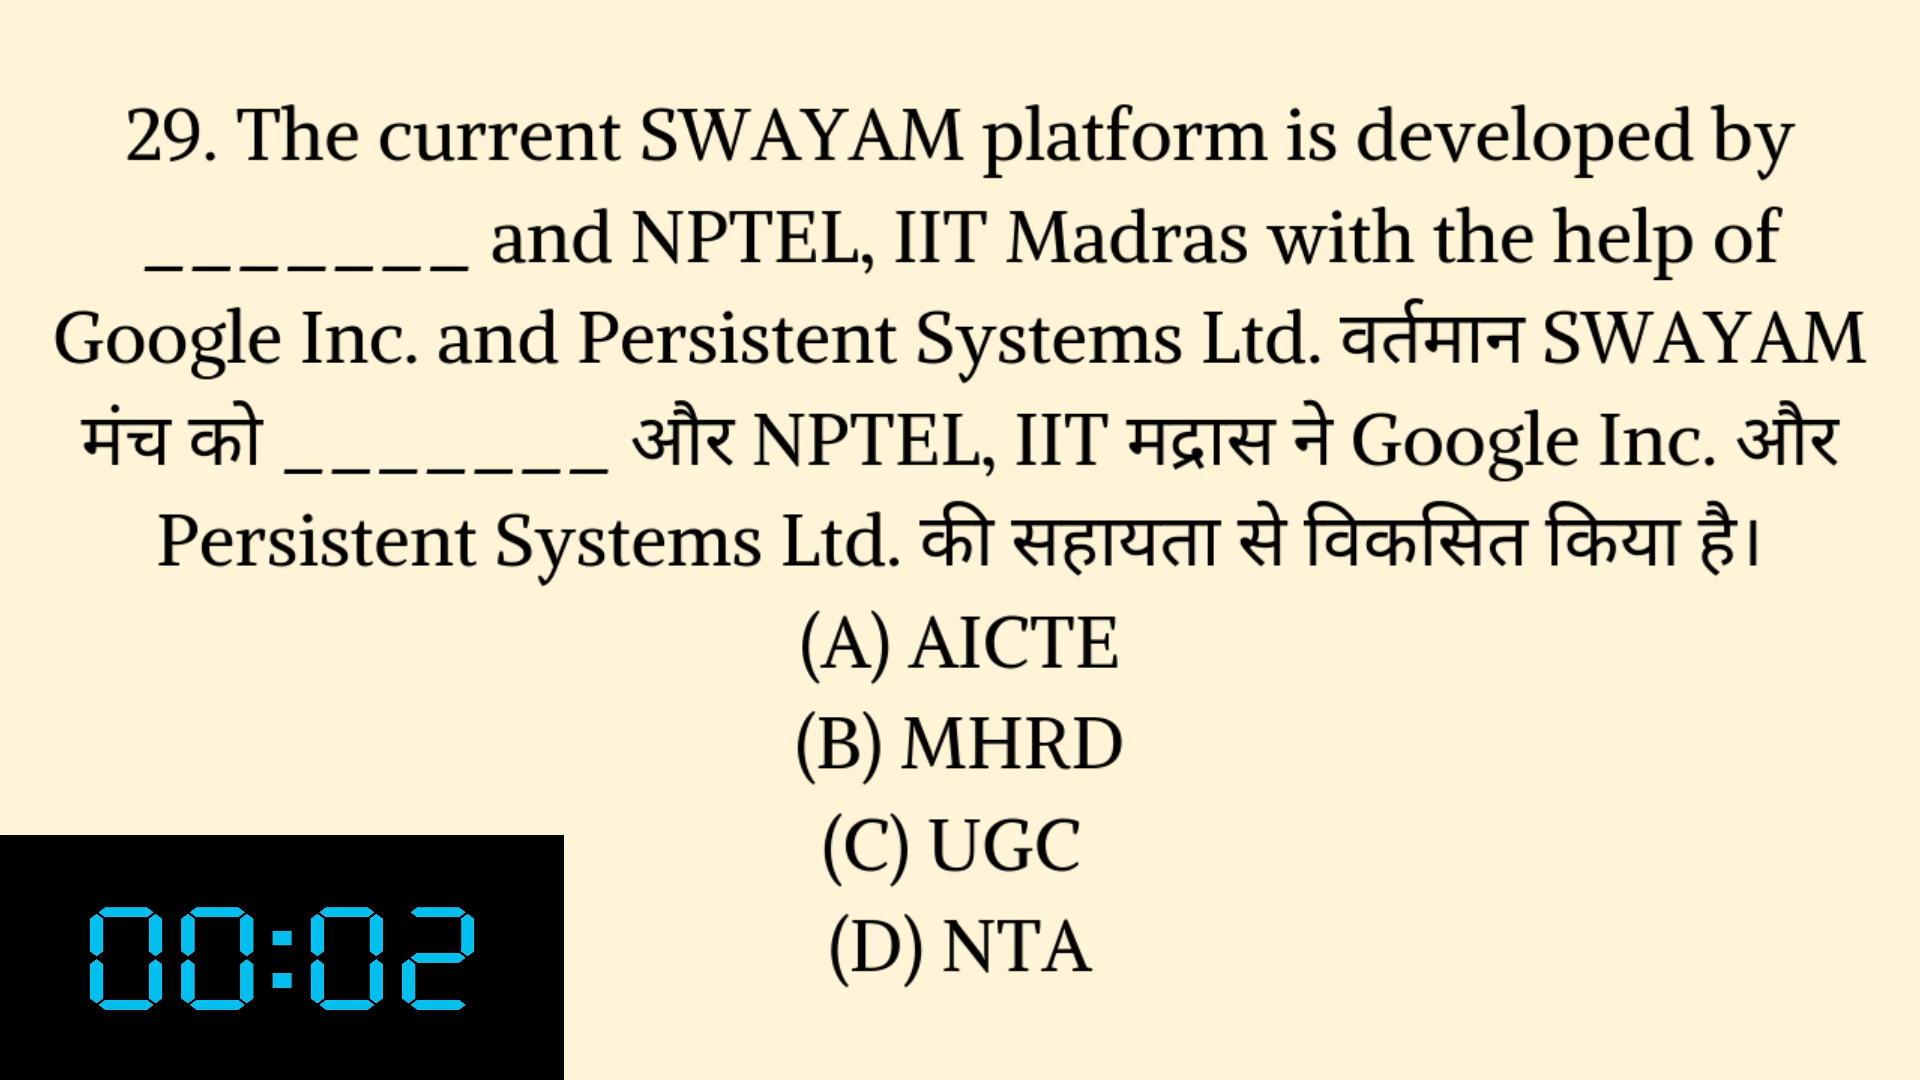 29. The current SWAYAM platform is developed by
_______ and NPTEL, IIT Madras with the help of
Google Inc. and Persistent Systems Ltd. वर्तमान SWAYAM
मंच को _______ और NPTEL, IIT मद्रास ने Google Inc. और
Persistent Systems Ltd. की सहायता से विकसित किया है।
(A) AICTE
(B) MHRD
(C) UGC
(D) NTA
00:02